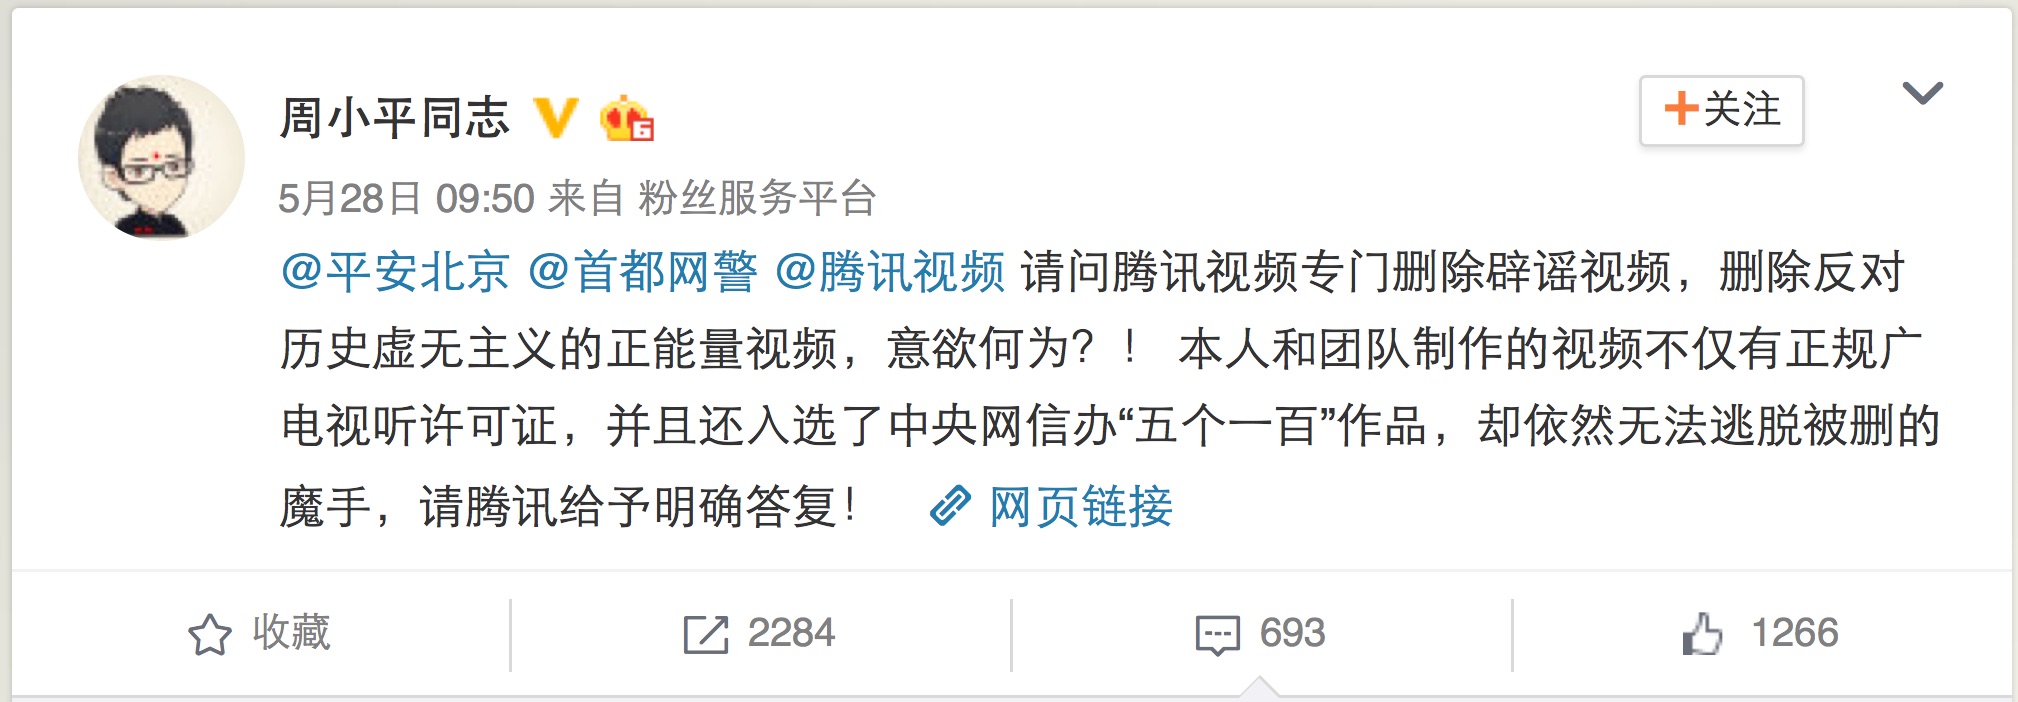 周小平同志
+关注
5月28日 09:50 来自 粉丝服务平台
@平安北京 @首都网警 @腾讯视频 请问腾讯视频专门删除辟谣视频，删除反对
历史虚无主义的正能量视频，意欲何为？！ 本人和团队制作的视频不仅有正规广
电视听许可证，并且还入选了中央网信办“五个一百”作品，却依然无法逃脱被删的
魔手，请腾讯给予明确答复！ 网页链接
收藏
2284
693
1266